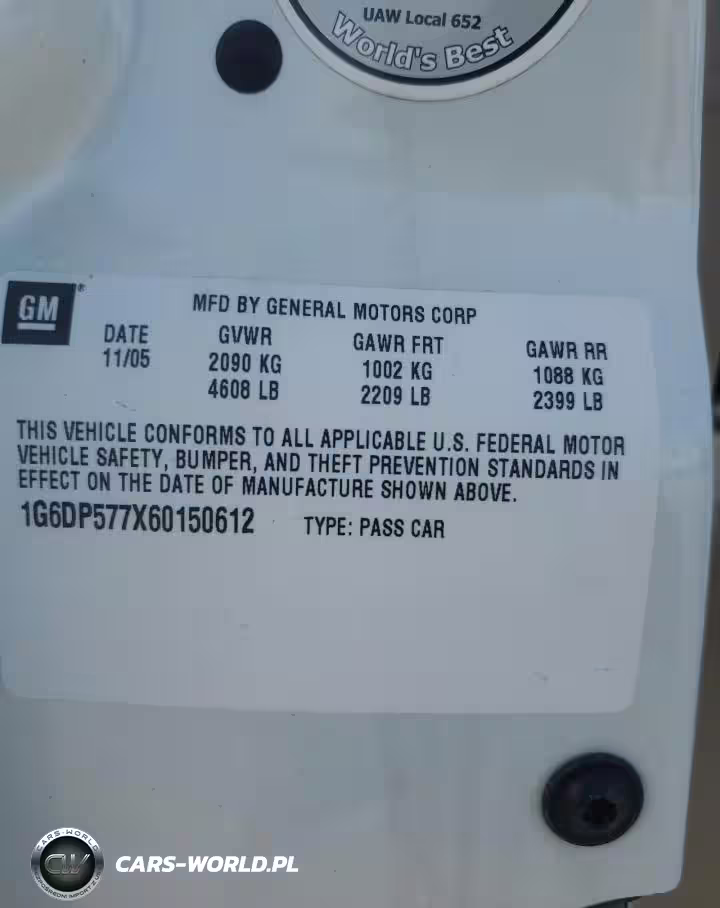 UAW Local 652
World's Best
GM
MFD BY GENERAL MOTORS CORP
DATE GVWR GAWR FRT GAWR RR
11/05 2090 KG 1002 KG 1088 KG
4608 LB 2209 LB 2399 LB
THIS VEHICLE CONFORMS TO ALL APPLICABLE U.S. FEDERAL MOTOR
VEHICLE SAFETY, BUMPER, AND THEFT PREVENTION STANDARDS IN
EFFECT ON THE DATE OF MANUFACTURE SHOWN ABOVE.
1G6DP577X60150612 TYPE: PASS CAR
CARS-WORLD
CW
CARS-WORLD.PL